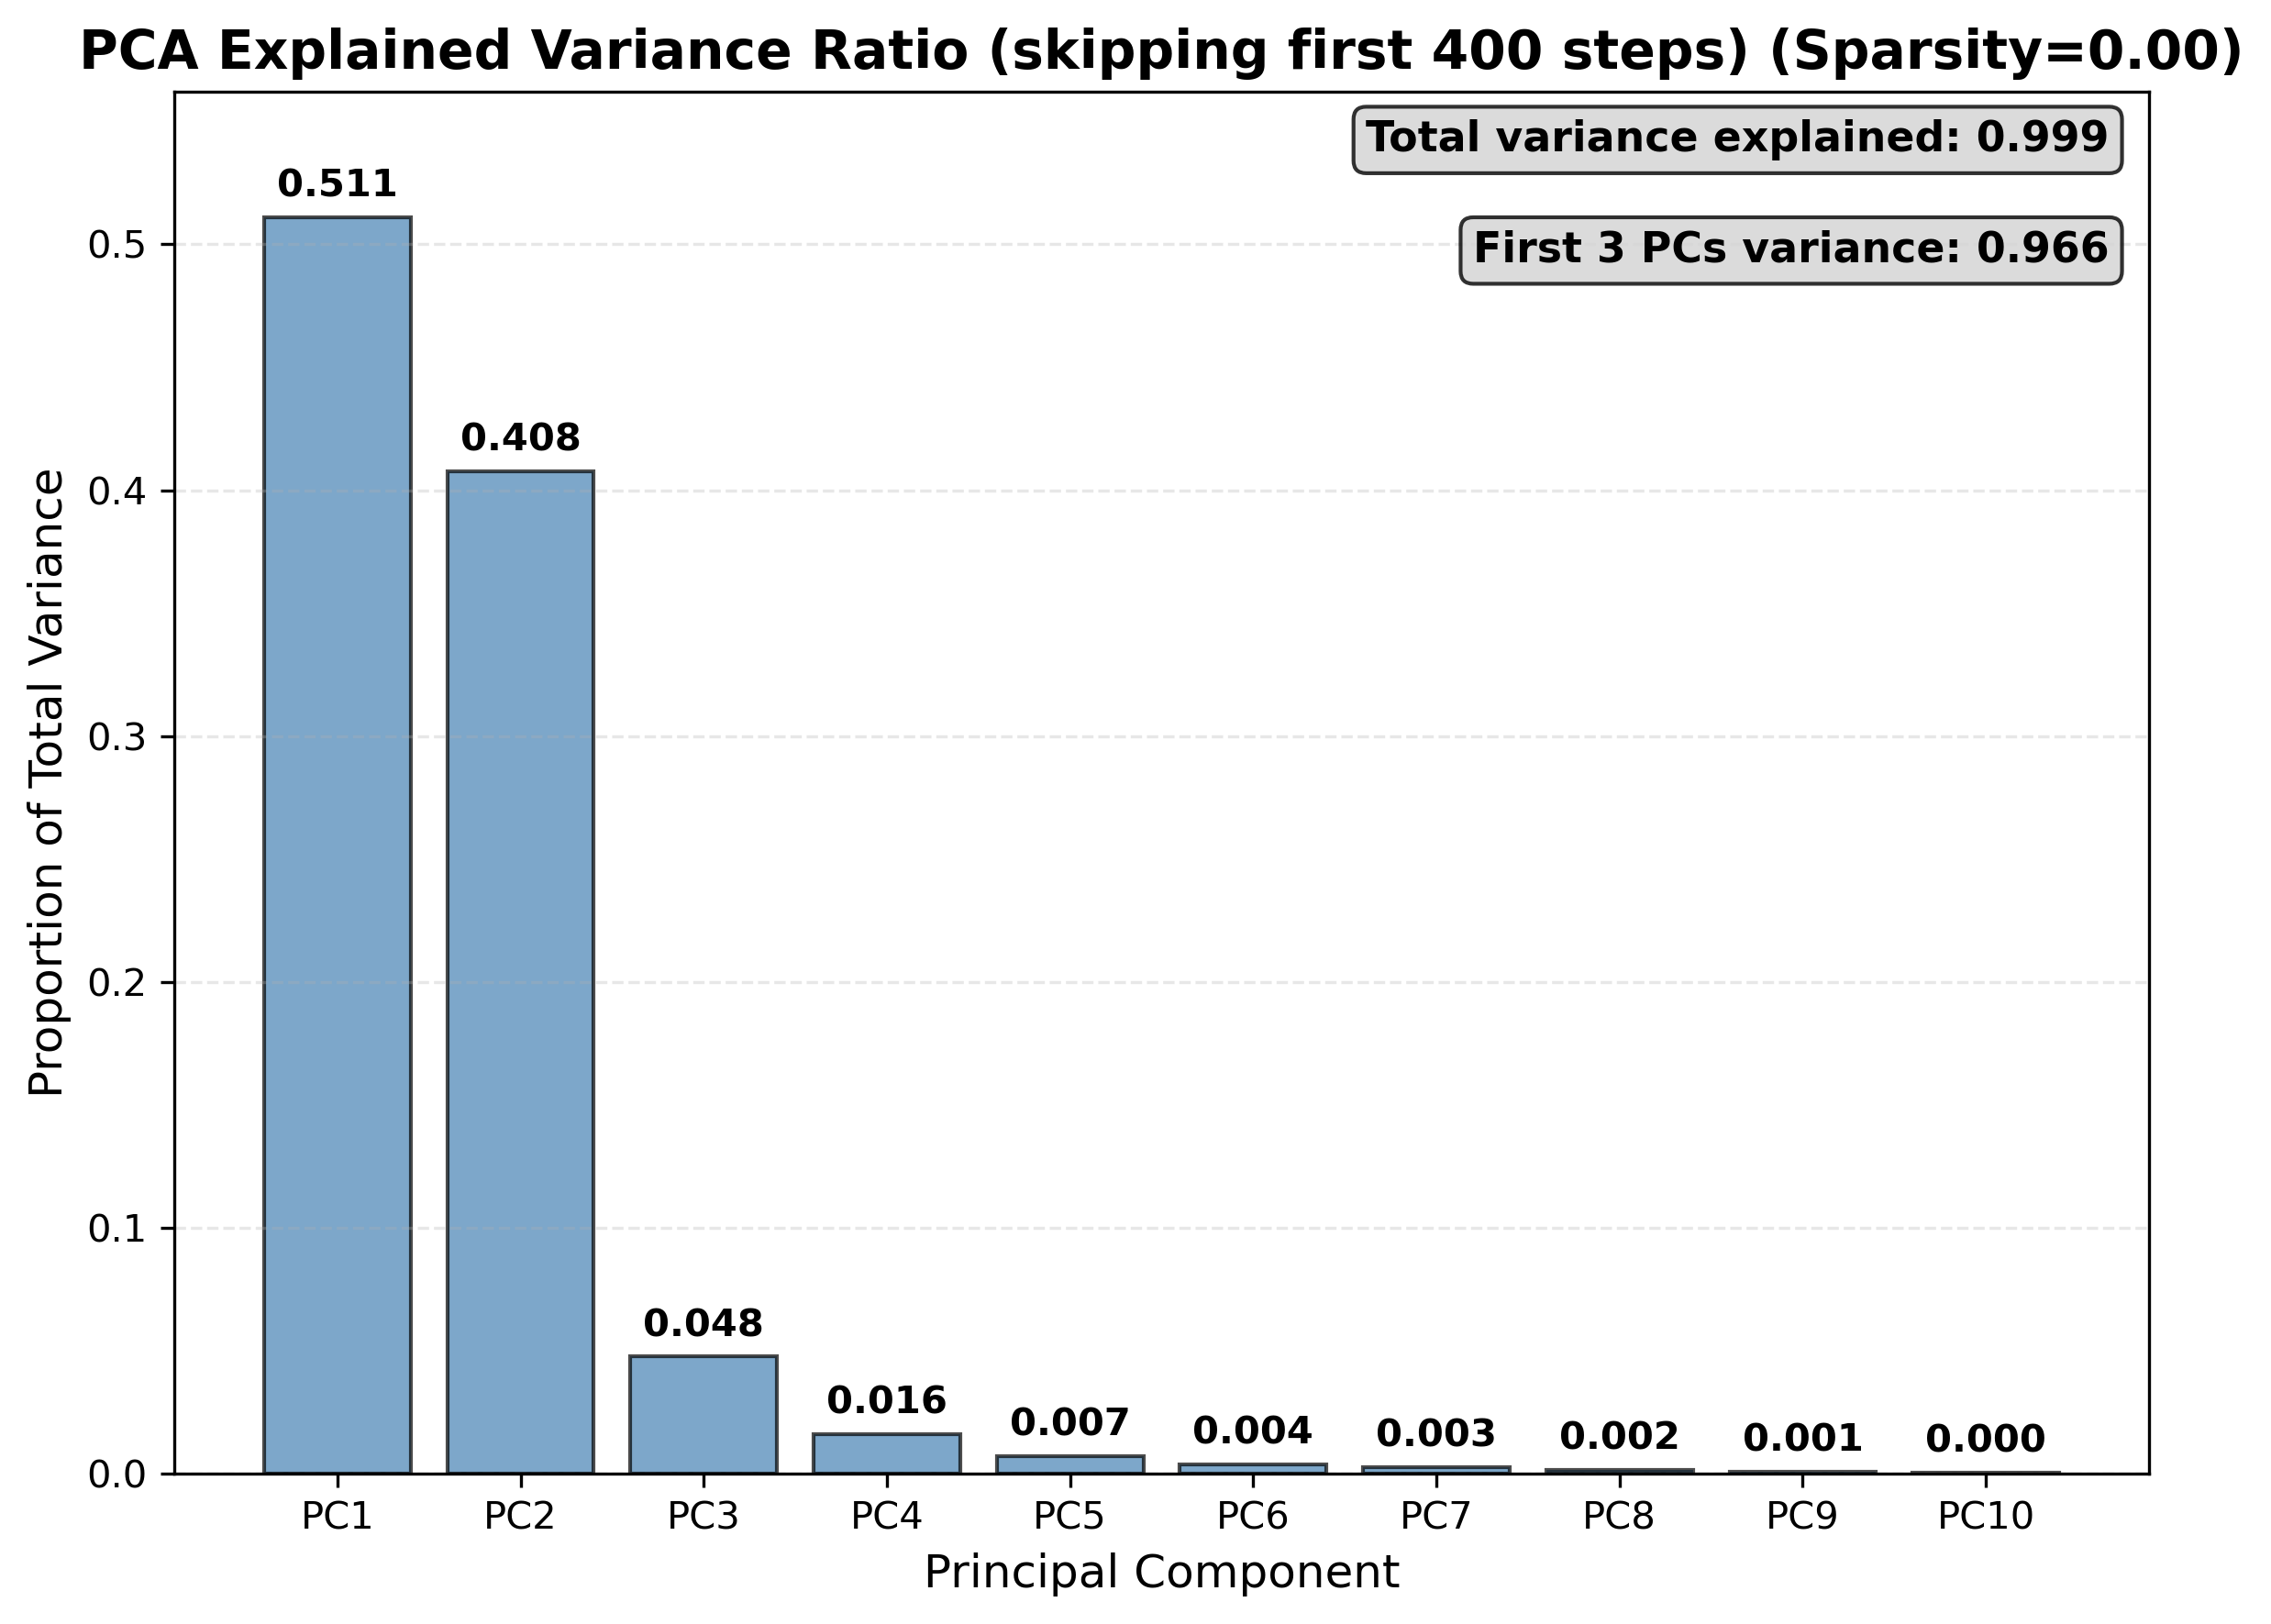 PCA Explained Variance Ratio (skipping first 400 steps) (Sparsity=0.00)
Total variance explained: 0.999
First 3 PCs variance: 0.966
0.511
0.408
0.048
0.016
0.007
0.004
0.003
0.002
0.001
0.000
Proportion of Total Variance
0.5
0.4
0.3
0.2
0.1
0.0
PC1 PC2 PC3 PC4 PC5 PC6 PC7 PC8 PC9 PC10
Principal Component